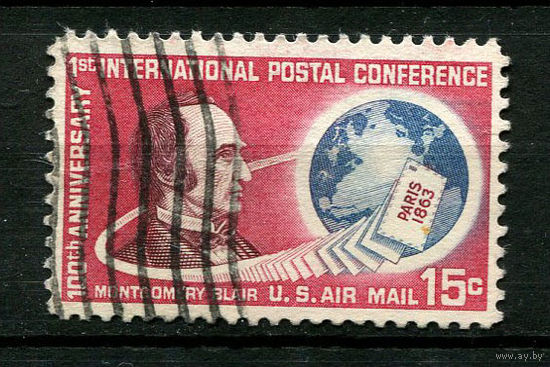 100th ANNIVERSARY
1st INTERNATIONAL POSTAL CONFERENCE
PARIS
1863
MONTGOMERY BLAIR U.S. AIR MAIL 15c
www.ay.by